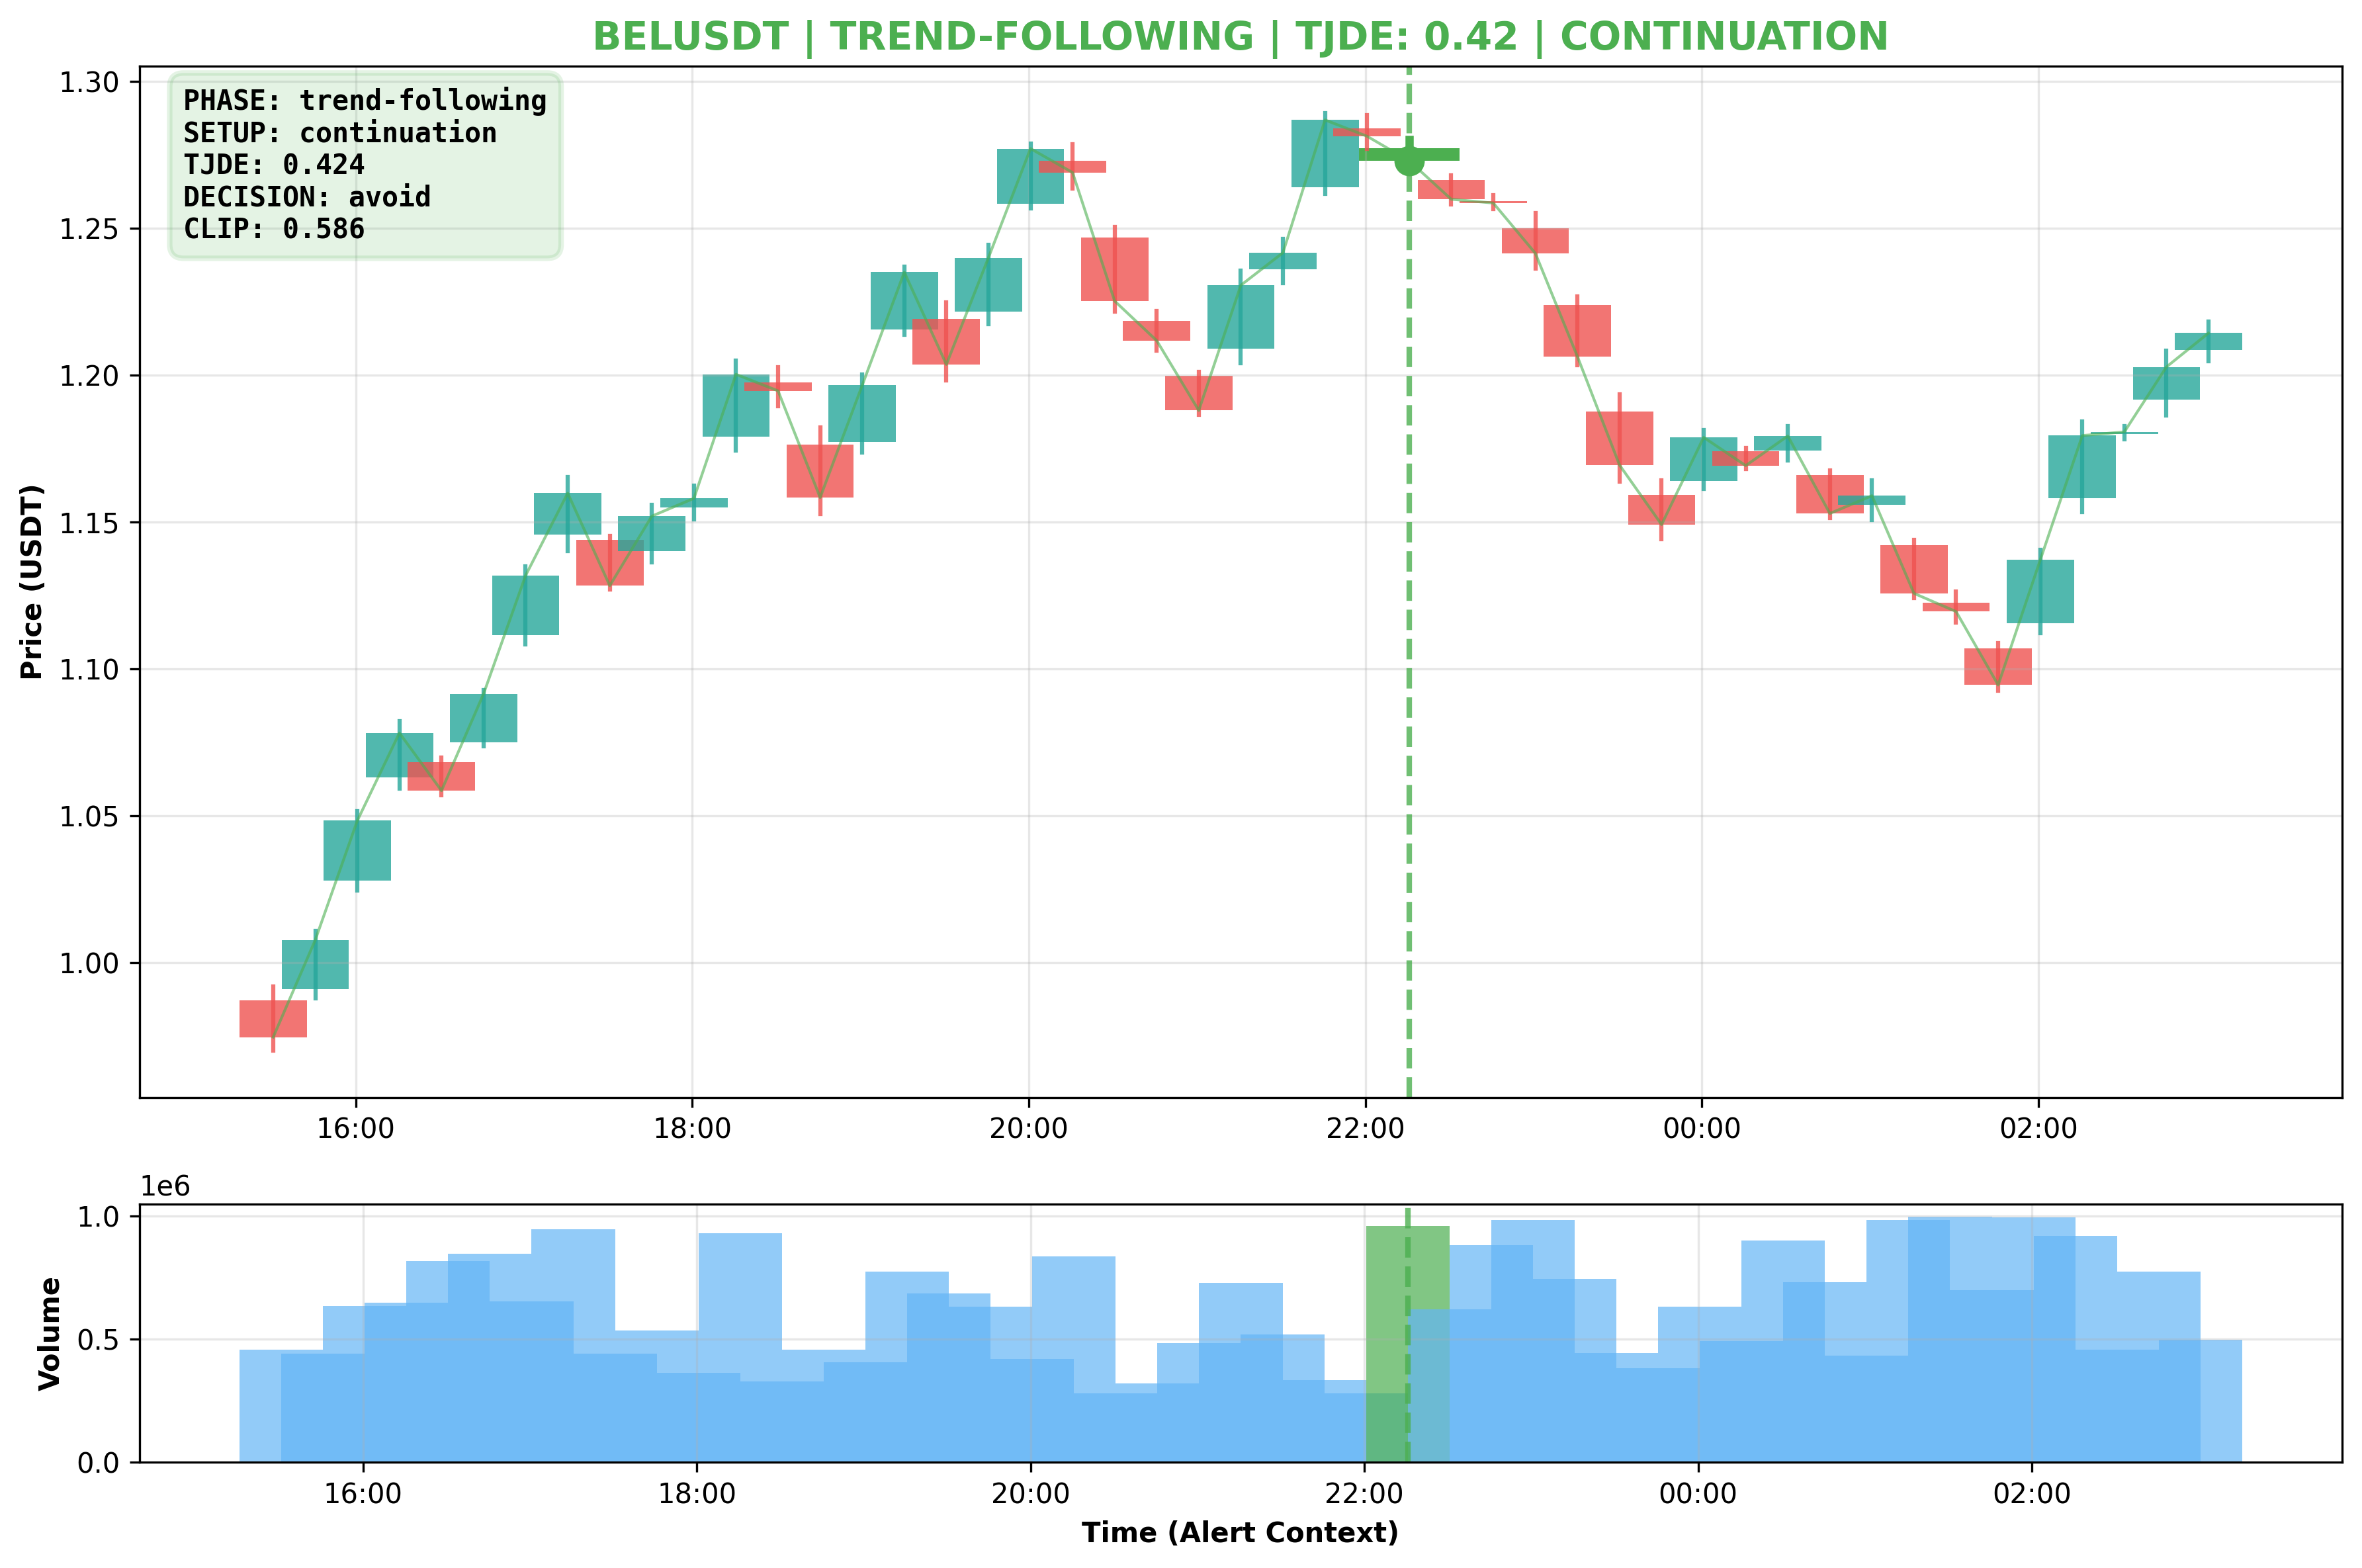 BELUSDT | TREND-FOLLOWING | TJDE: 0.42 | CONTINUATION
PHASE: trend-following
SETUP: continuation
TJDE: 0.424
DECISION: avoid
CLIP: 0.586
Price (USDT)
1.30
1.25
1.20
1.15
1.10
1.05
1.00
16:00 18:00 20:00 22:00 00:00 02:00
1e6
Volume
1.0
0.5
0.0
16:00 18:00 20:00 22:00 00:00 02:00
Time (Alert Context)